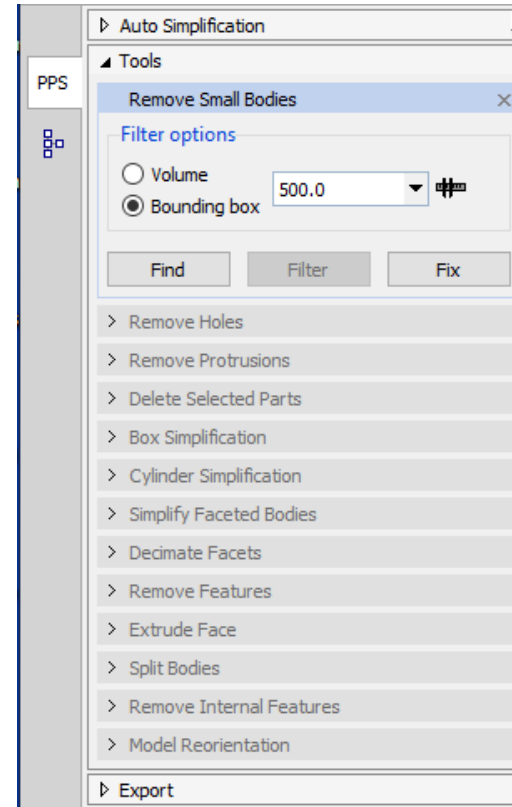 Auto Simplification
Tools
PPS
Remove Small Bodies
Filter options
Volume
500.0
Bounding box
Find Filter Fix
Remove Holes
Remove Protrusions
Delete Selected Parts
Box Simplification
Cylinder Simplification
Simplify Faceted Bodies
Decimate Facets
Remove Features
Extrude Face
Split Bodies
Remove Internal Features
Model Reorientation
Export